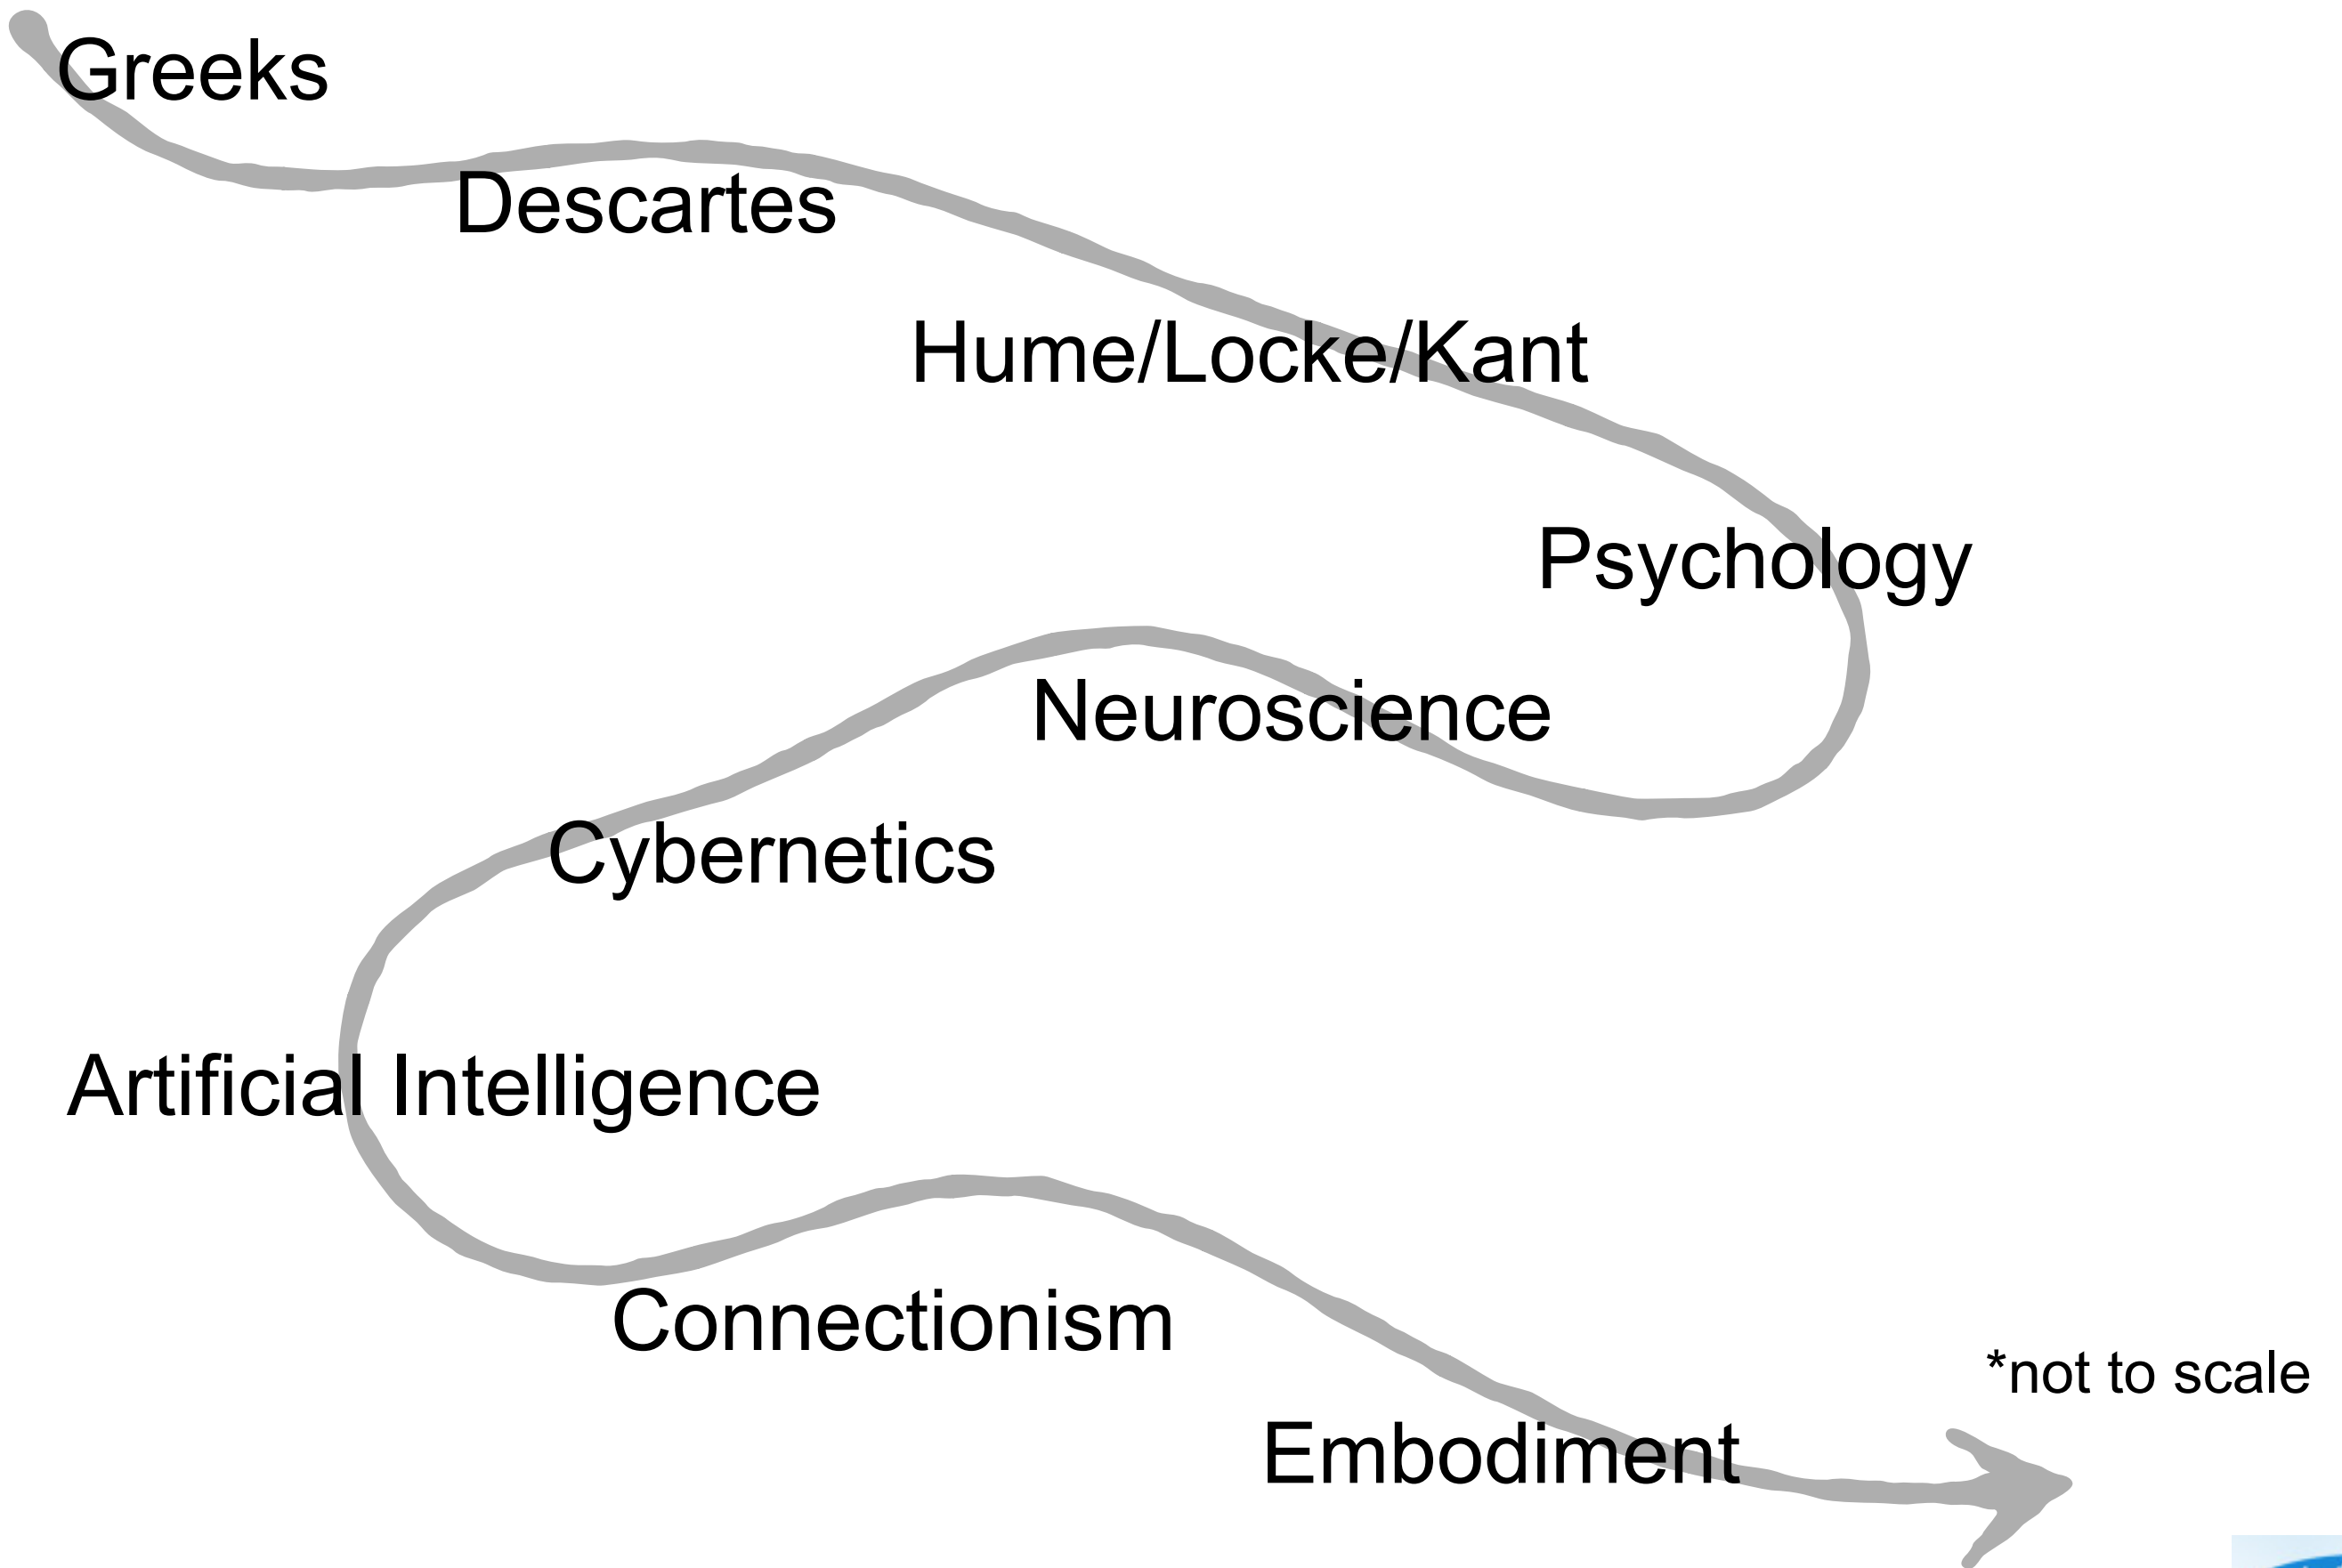 Greeks
Descartes
Hume/Locke/Kant
Psychology
Neuroscience
Cybernetics
Artificial Intelligence
Connectionism
*not to scale
Embodiment